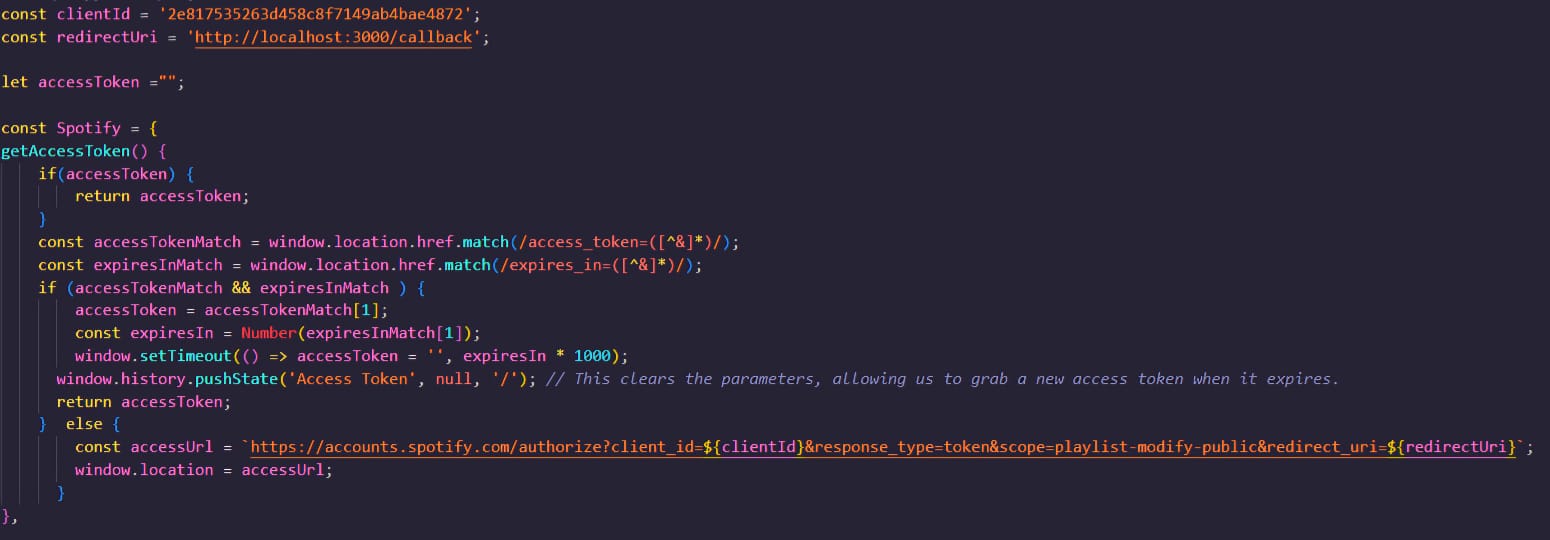 const clientId = '2e817535263d458c8f7149ab4bae4872';
const redirectUri = 'http://localhost:3000/callback';
let accessToken ="";
const Spotify = {
getAccessToken() {
if(accessToken) {
return accessToken;
}
const accessTokenMatch = window.location.href.match(/access_token=([^&]*)/);
const expiresInMatch = window.location.href.match(/expires_in=([^&]*)/);
if (accessTokenMatch && expiresInMatch ) {
accessToken = accessTokenMatch[1];
const expiresIn = Number(expiresInMatch[1]);
window.setTimeout(() => accessToken = '', expiresIn * 1000);
window.history.pushState('Access Token', null, '/'); // This clears the parameters, allowing us to grab a new access token when it expires.
return accessToken;
} else {
const accessUrl = `https://accounts.spotify.com/authorize?client_id=${clientId}&response_type=token&scope=playlist-modify-public&redirect_uri=${redirectUri}`;
window.location = accessUrl;
}
},